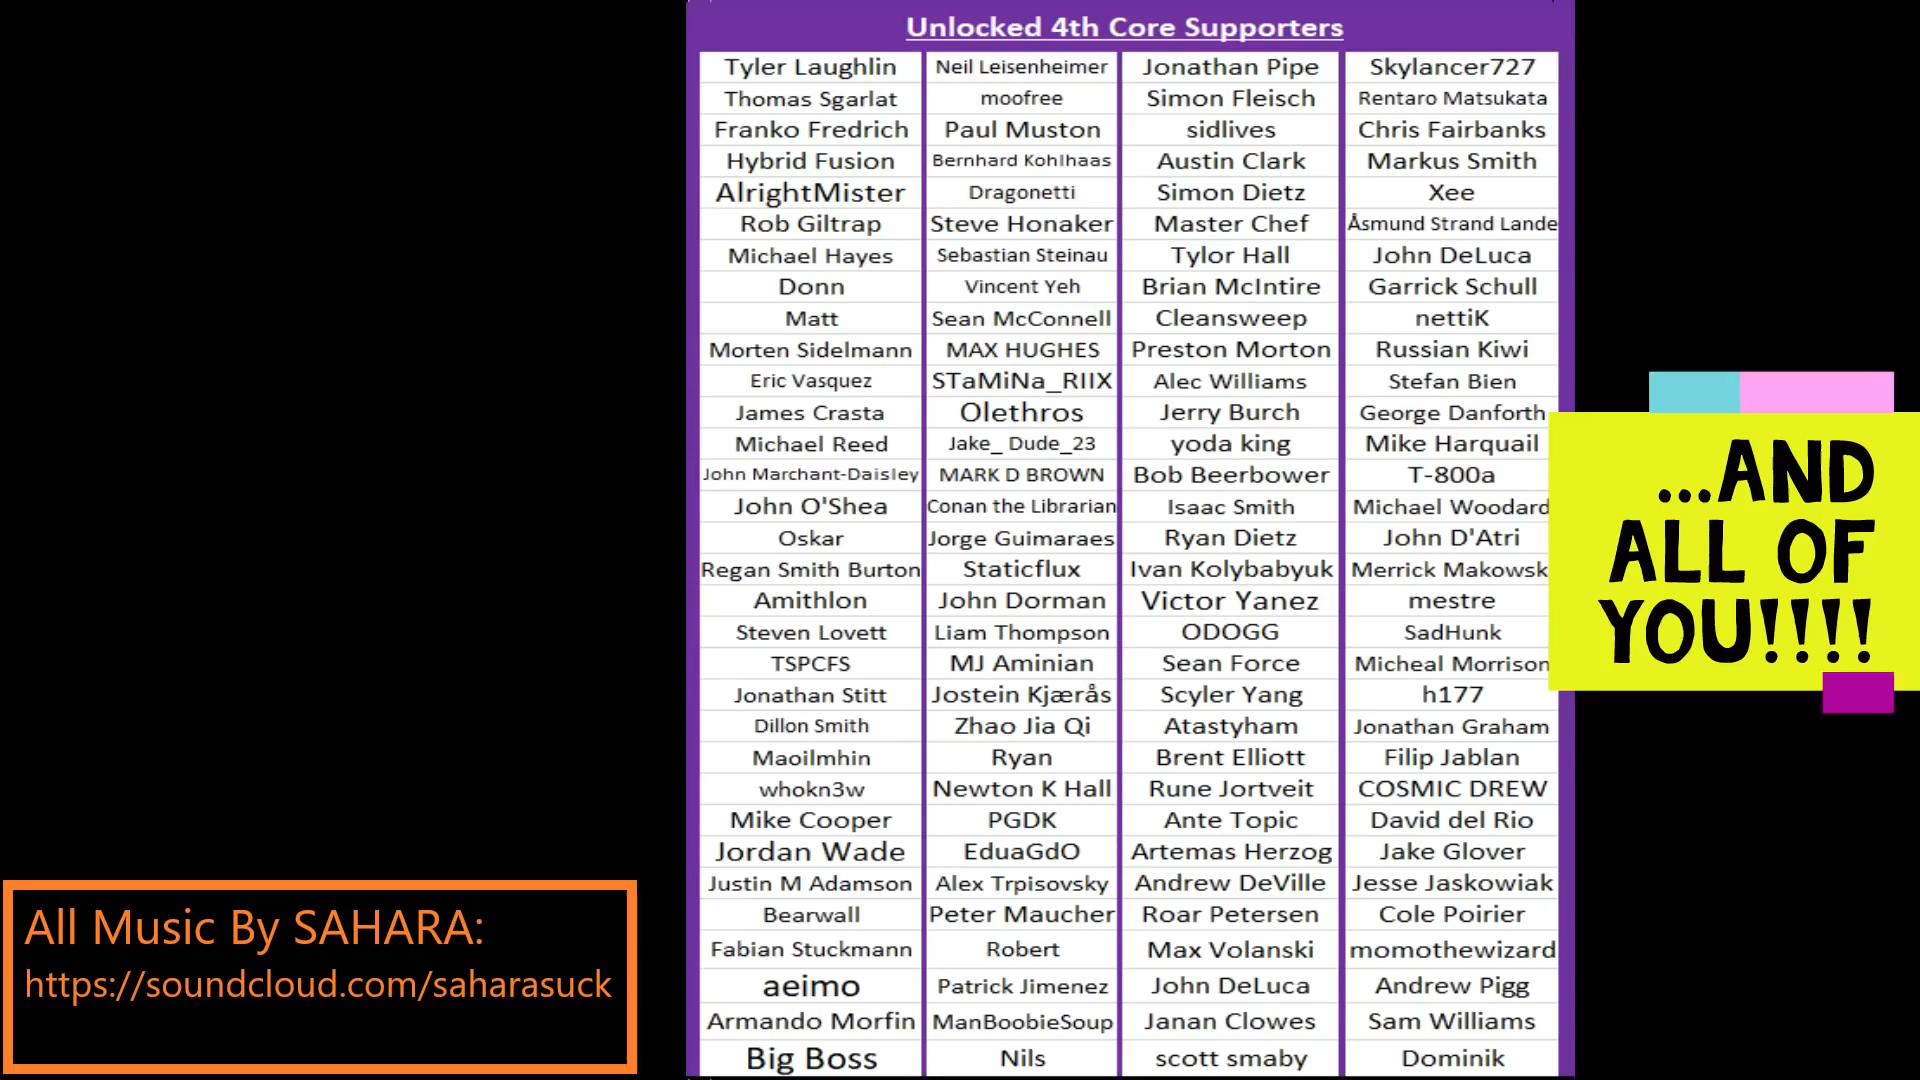 Unlocked 4th Core Supporters
Tyler Laughlin Neil Leisenheimer Jonathan Pipe Skylancer727
Thomas Sgarlat moofree Simon Fleisch Rentaro Matsukata
Franko Fredrich Paul Muston sidlives Chris Fairbanks
Hybrid Fusion Bernhard Kohlhaas Austin Clark Markus Smith
AlrightMister Dragonetti Simon Dietz Xee
Rob Giltrap Steve Honaker Master Chef Åsmund Strand Lande
Michael Hayes Sebastian Steinau Tylor Hall John DeLuca
Donn Vincent Yeh Brian McIntire Garrick Schull
Matt Sean McConnell Cleansweep nettiK
Morten Sidelmann MAX HUGHES Preston Morton Russian Kiwi
Eric Vasquez STaMiNa_RIIX Alec Williams Stefan Bien
James Crasta Olethros Jerry Burch George Danforth
Michael Reed Jake_ Dude_23 yoda king Mike Harquail
John Marchant-Daisley MARK D BROWN Bob Beerbower T-800a
John O'Shea Conan the Librarian Isaac Smith Michael Woodard
Oskar Jorge Guimaraes Ryan Dietz John D'Atri
Regan Smith Burton Staticflux Ivan Kolybabyuk Merrick Makowsk
Amithlon John Dorman Victor Yanez mestre
Steven Lovett Liam Thompson ODOGG SadHunk
TSPCFS MJ Aminian Sean Force Micheal Morrison
Jonathan Stitt Jostein Kjærås Scyler Yang h177
Dillon Smith Zhao Jia Qi Atastyham Jonathan Graham
Maoilmhin Ryan Brent Elliott Filip Jablan
whokn3w Newton K Hall Rune Jortveit COSMIC DREW
Mike Cooper PGDK Ante Topic David del Rio
Jordan Wade EduaGdO Artemas Herzog Jake Glover
Justin M Adamson Alex Trpisovsky Andrew DeVille Jesse Jaskowiak
Bearwall Peter Maucher Roar Petersen Cole Poirier
Fabian Stuckmann Robert Max Volanski momothewizard
aeimo Patrick Jimenez John DeLuca Andrew Pigg
Armando Morfin ManBoobieSoup Janan Clowes Sam Williams
Big Boss Nils scott smaby Dominik
...AND
ALL OF
YOU!!!!
All Music By SAHARA:
https://soundcloud.com/saharasuck